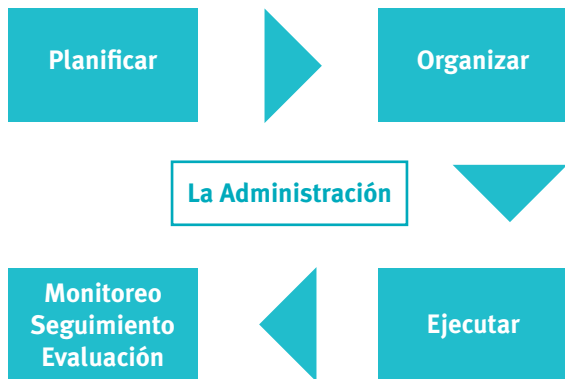 Planificar
Organizar
La Administración
Monitoreo
Seguimiento
Evaluación
Ejecutar